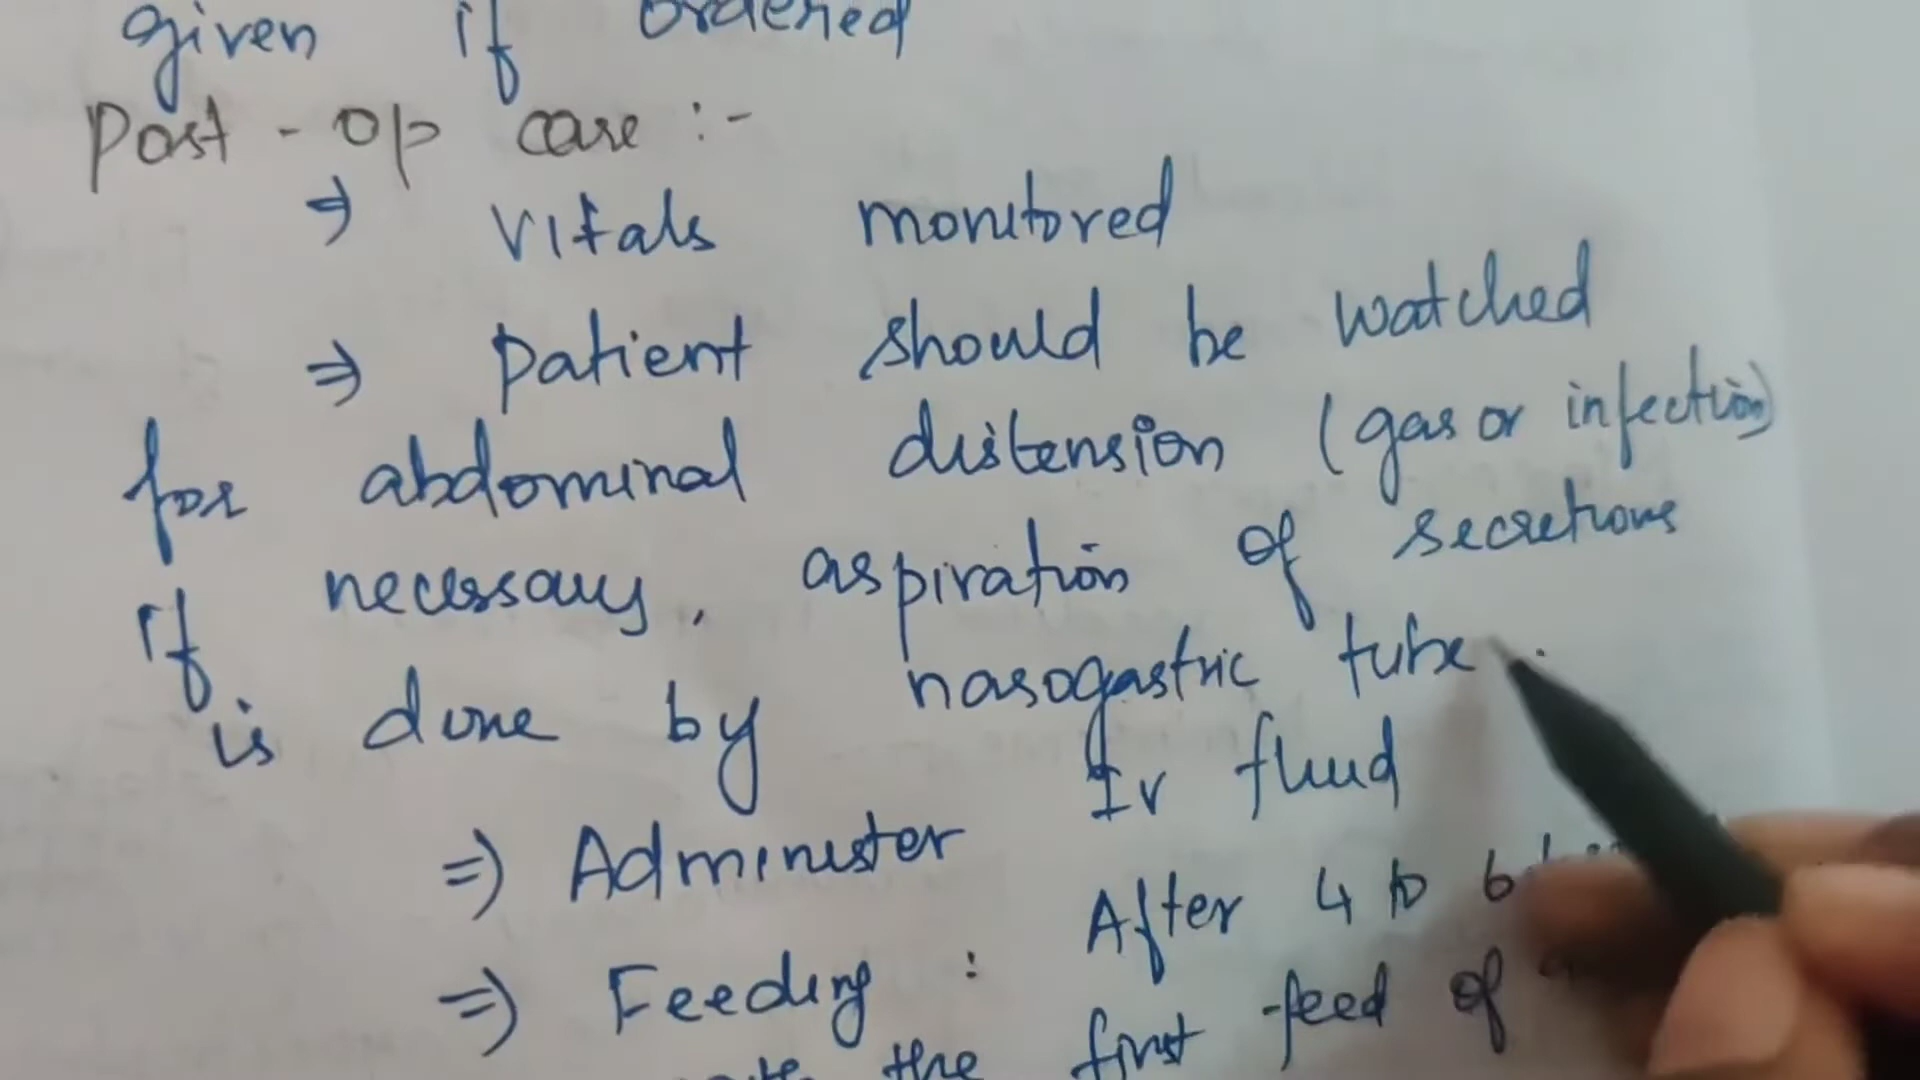 given if ordered
Post-op care :-
⇒ vitals monitored
⇒ patient should be watched
for abdominal distension (gas or infection)
if necessary, aspiration of secretions
is done by nasogastric tube.
⇒ Administer IV fluid
⇒ Feeding : After 4 to 6
the first feed of